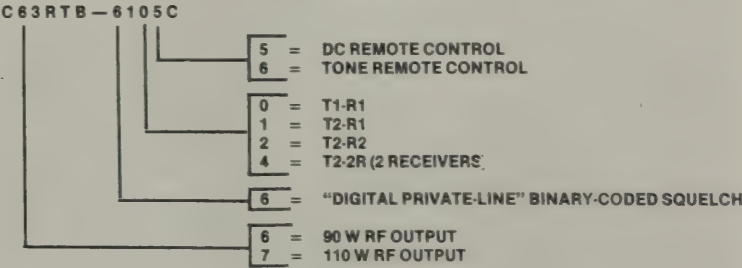 C63RTB-6105C
5 = DC REMOTE CONTROL
6 = TONE REMOTE CONTROL
0 = T1-R1
1 = T2-R1
2 = T2-R2
4 = T2-2R (2 RECEIVERS)
6 = "DIGITAL PRIVATE-LINE" BINARY-CODED SQUELCH
6 = 90 W RF OUTPUT
7 = 110 W RF OUTPUT